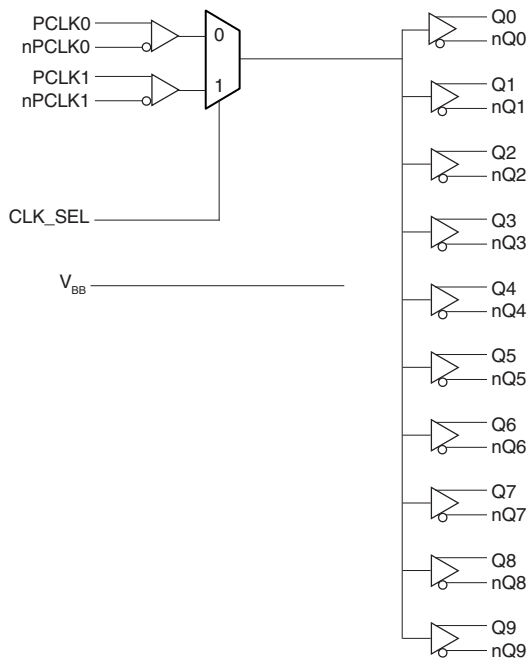 PCLK0
nPCLK0
PCLK1
nPCLK1
0
1
CLK_SEL
VBB
Q0
nQ0
Q1
nQ1
Q2
nQ2
Q3
nQ3
Q4
nQ4
Q5
nQ5
Q6
nQ6
Q7
nQ7
Q8
nQ8
Q9
nQ9